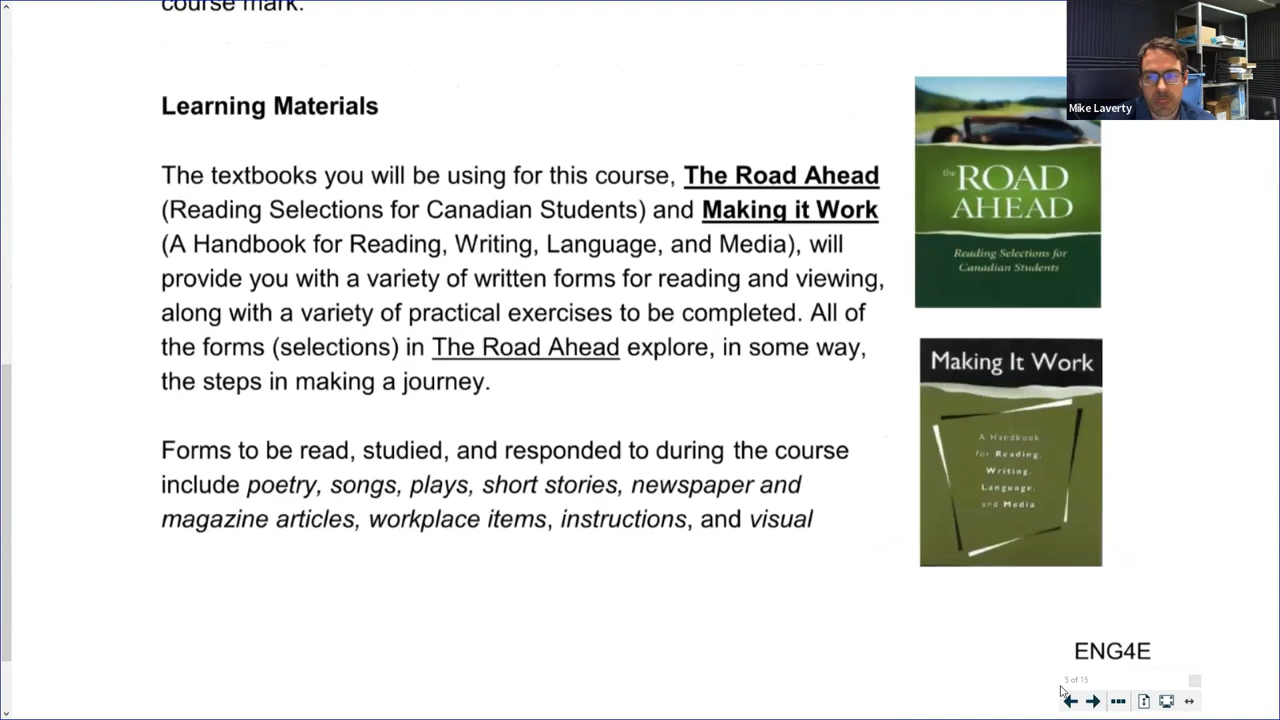 course mark.
Mike Laverty
Learning Materials
The textbooks you will be using for this course, The Road Ahead
(Reading Selections for Canadian Students) and Making it Work
(A Handbook for Reading, Writing, Language, and Media), will
provide you with a variety of written forms for reading and viewing,
along with a variety of practical exercises to be completed. All of
the forms (selections) in The Road Ahead explore, in some way,
the steps in making a journey.
Forms to be read, studied, and responded to during the course
include poetry, songs, plays, short stories, newspaper and
magazine articles, workplace items, instructions, and visual
the ROAD
AHEAD
Reading Selections for
Canadian Students
Making It Work
A Handbook
for Reading,
Writing,
Language,
and Media
ENG4E
5 of 15